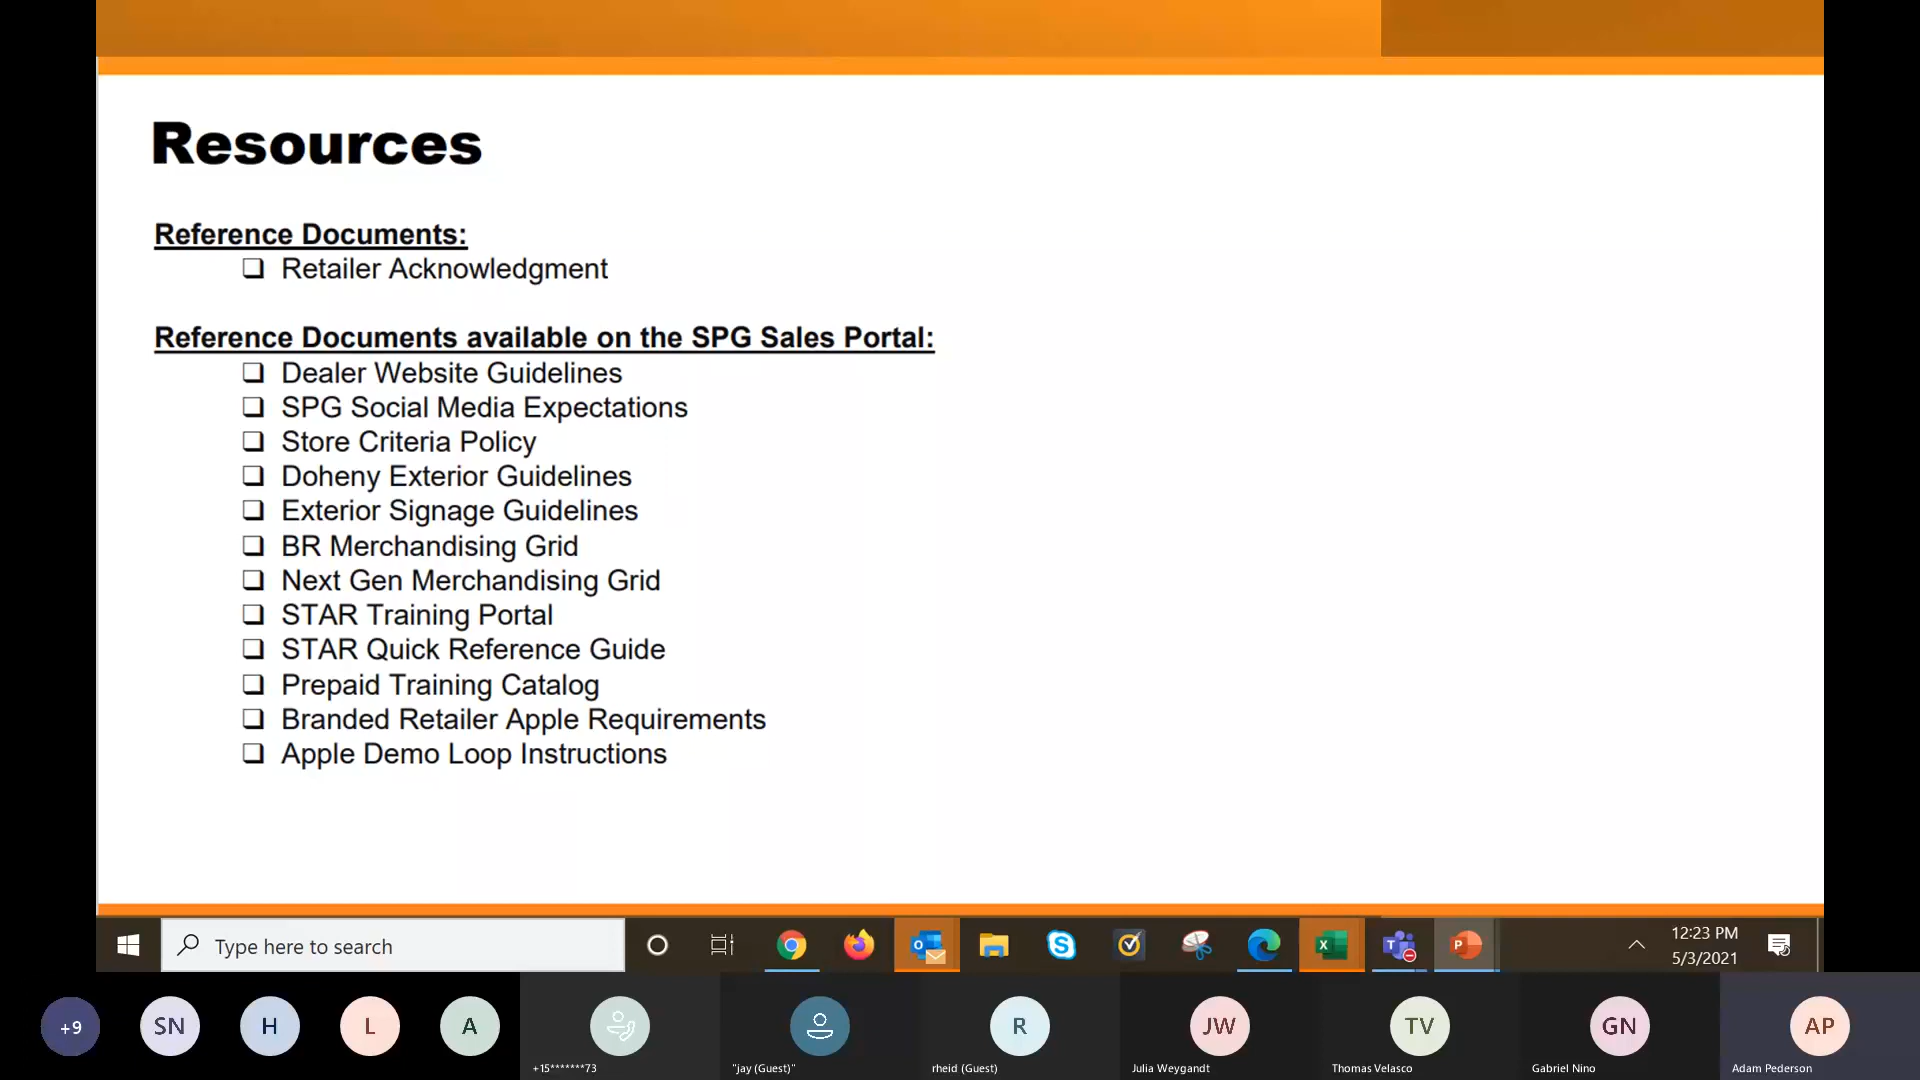 Resources
Reference Documents:
❑ Retailer Acknowledgment
Reference Documents available on the SPG Sales Portal:
❑ Dealer Website Guidelines
❑ SPG Social Media Expectations
❑ Store Criteria Policy
❑ Doheny Exterior Guidelines
❑ Exterior Signage Guidelines
❑ BR Merchandising Grid
❑ Next Gen Merchandising Grid
❑ STAR Training Portal
❑ STAR Quick Reference Guide
❑ Prepaid Training Catalog
❑ Branded Retailer Apple Requirements
❑ Apple Demo Loop Instructions
Type here to search
12:23 PM
5/3/2021
+9 SN H L A R JW TV GN AP
+15*******73 "jay (Guest)" rheid (Guest) Julia Weygandt Thomas Velasco Gabriel Nino Adam Pederson